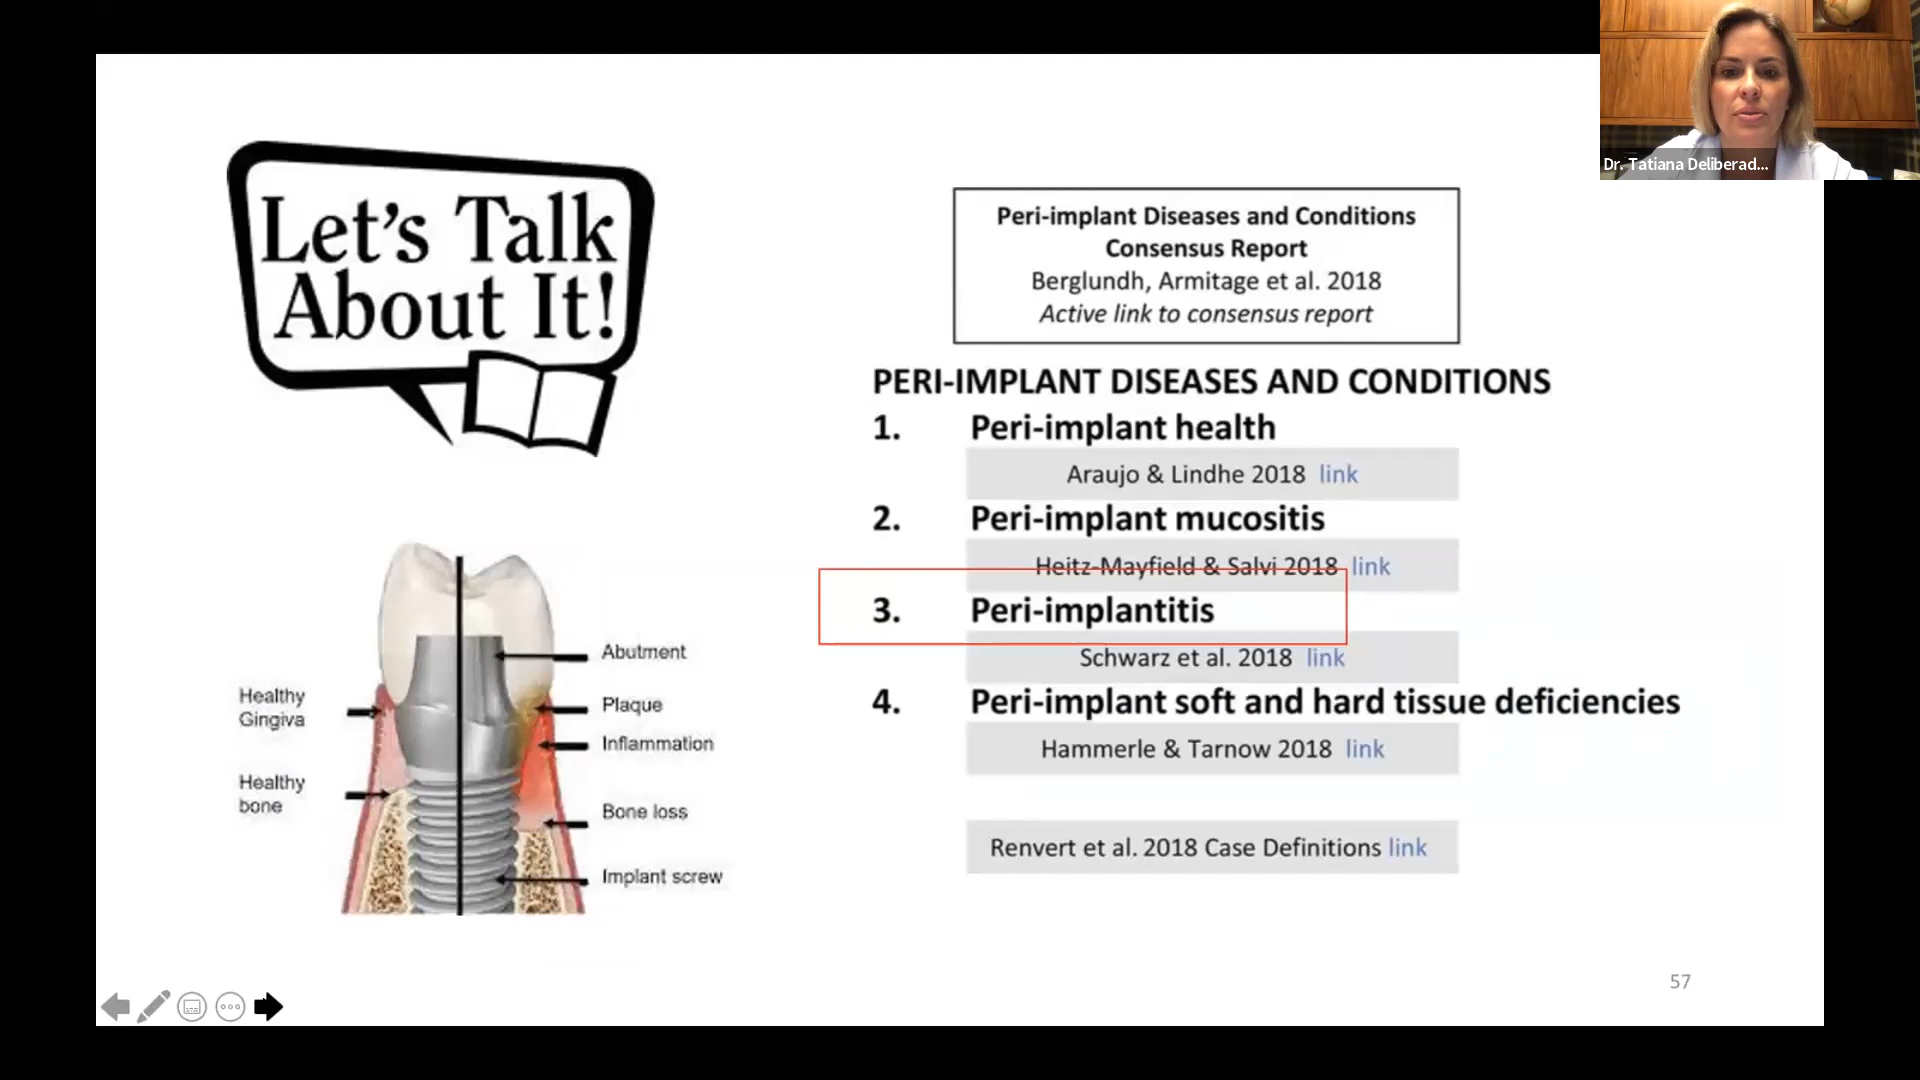 Let's Talk
About It!
Dr. Tatiana Deliberad...
Peri-implant Diseases and Conditions
Consensus Report
Berglundh, Armitage et al. 2018
Active link to consensus report
PERI-IMPLANT DISEASES AND CONDITIONS
1. Peri-implant health
Araujo & Lindhe 2018 link
2. Peri-implant mucositis
Heitz-Mayfield & Salvi 2018 link
3. Peri-implantitis
Schwarz et al. 2018 link
4. Peri-implant soft and hard tissue deficiencies
Hammerle & Tarnow 2018 link
Renvert et al. 2018 Case Definitions link
Healthy
Gingiva
Healthy
bone
Abutment
Plaque
Inflammation
Bone loss
Implant screw
57